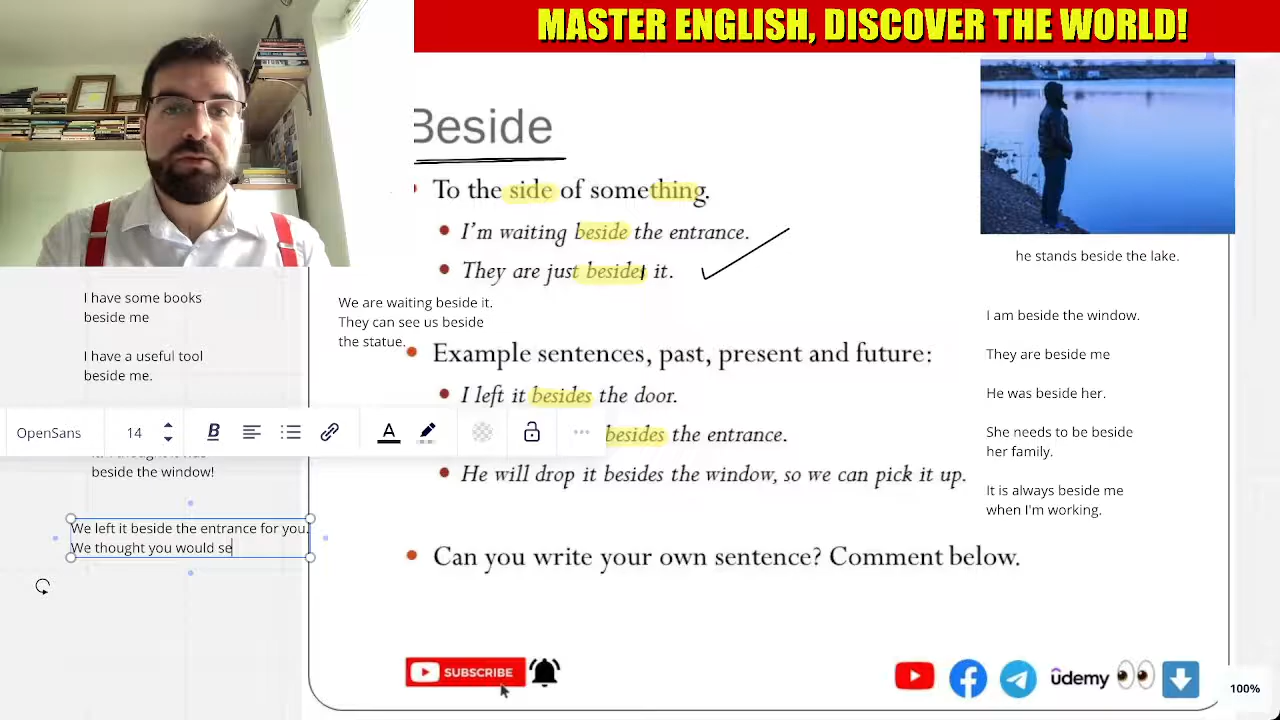 MASTER ENGLISH, DISCOVER THE WORLD!
Beside
To the side of something.
I'm waiting beside the entrance.
They are just beside it.
he stands beside the lake.
I have some books
beside me
I have a useful tool
beside me.
We are waiting beside it.
They can see us beside
the statue.
I am beside the window.
They are beside me
He was beside her.
She needs to be beside
her family.
It is always beside me
when I'm working.
Example sentences, past, present and future:
I left it besides the door.
besides the entrance.
He will drop it besides the window, so we can pick it up.
OpenSans
14
B
A
beside the window!
We left it beside the entrance for you.
We thought you would se
Can you write your own sentence? Comment below.
SUBSCRIBE
udemy
100%